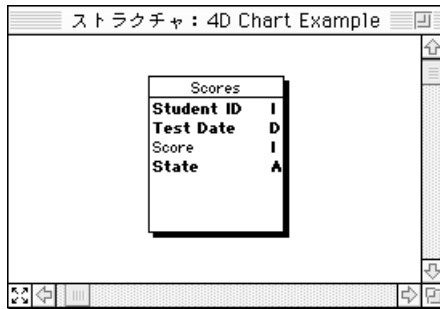 ストラクチャ：4D Chart Example
Scores
Student ID I
Test Date D
Score I
State A